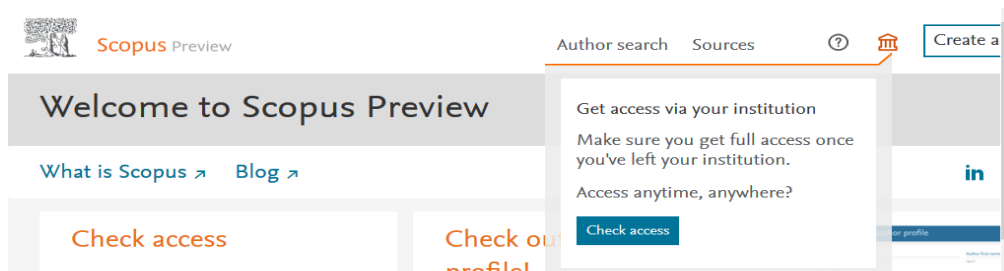 Scopus Preview
Author search Sources
Create a
Welcome to Scopus Preview
Get access via your institution
Make sure you get full access once
you've left your institution.
Access anytime, anywhere?
Check access
What is Scopus ↗ Blog ↗
in
Check access
Check ou
profile!